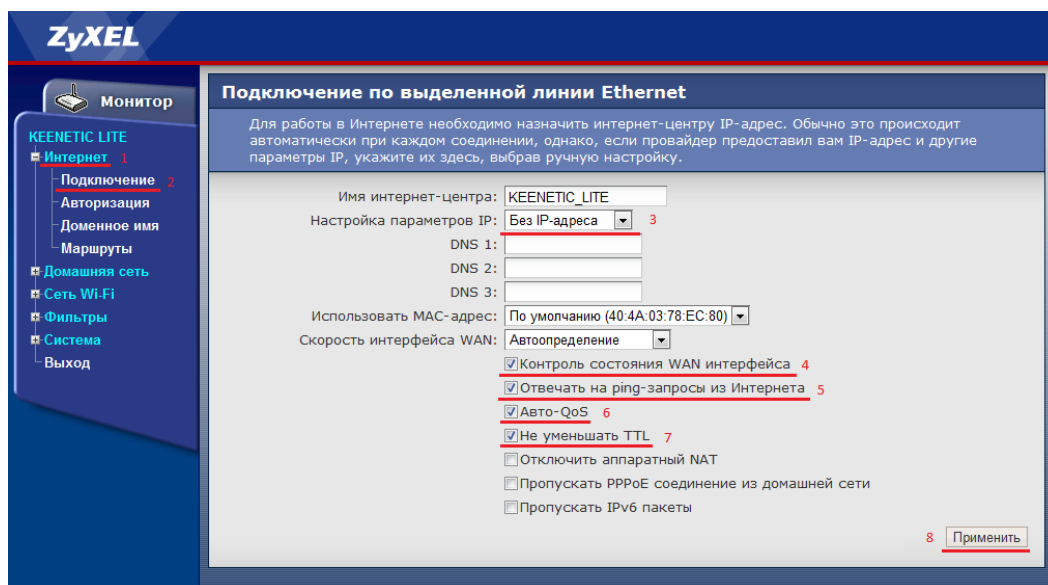 ZyXEL
Монитор
KEENETIC LITE
Интернет 1
Подключение 2
Авторизация
Доменное имя
Маршруты
Домашняя сеть
Сеть Wi-Fi
Фильтры
Система
Выход
Подключение по выделенной линии Ethernet
Для работы в Интернете необходимо назначить интернет-центру IP-адрес. Обычно это происходит
автоматически при каждом соединении, однако, если провайдер предоставил вам IP-адрес и другие
параметры IP, укажите их здесь, выбрав ручную настройку.
Имя интернет-центра: KEENETIC_LITE
Настройка параметров IP: Без IP-адреса 3
DNS 1:
DNS 2:
DNS 3:
Использовать MAC-адрес: По умолчанию (40:4A:03:78:EC:80)
Скорость интерфейса WAN: Автоопределение
Контроль состояния WAN интерфейса 4
Отвечать на ping-запросы из Интернета 5
Авто-QoS 6
Не уменьшать TTL 7
Отключить аппаратный NAT
Пропускать PPPoE соединение из домашней сети
Пропускать IPv6 пакеты
8 Применить